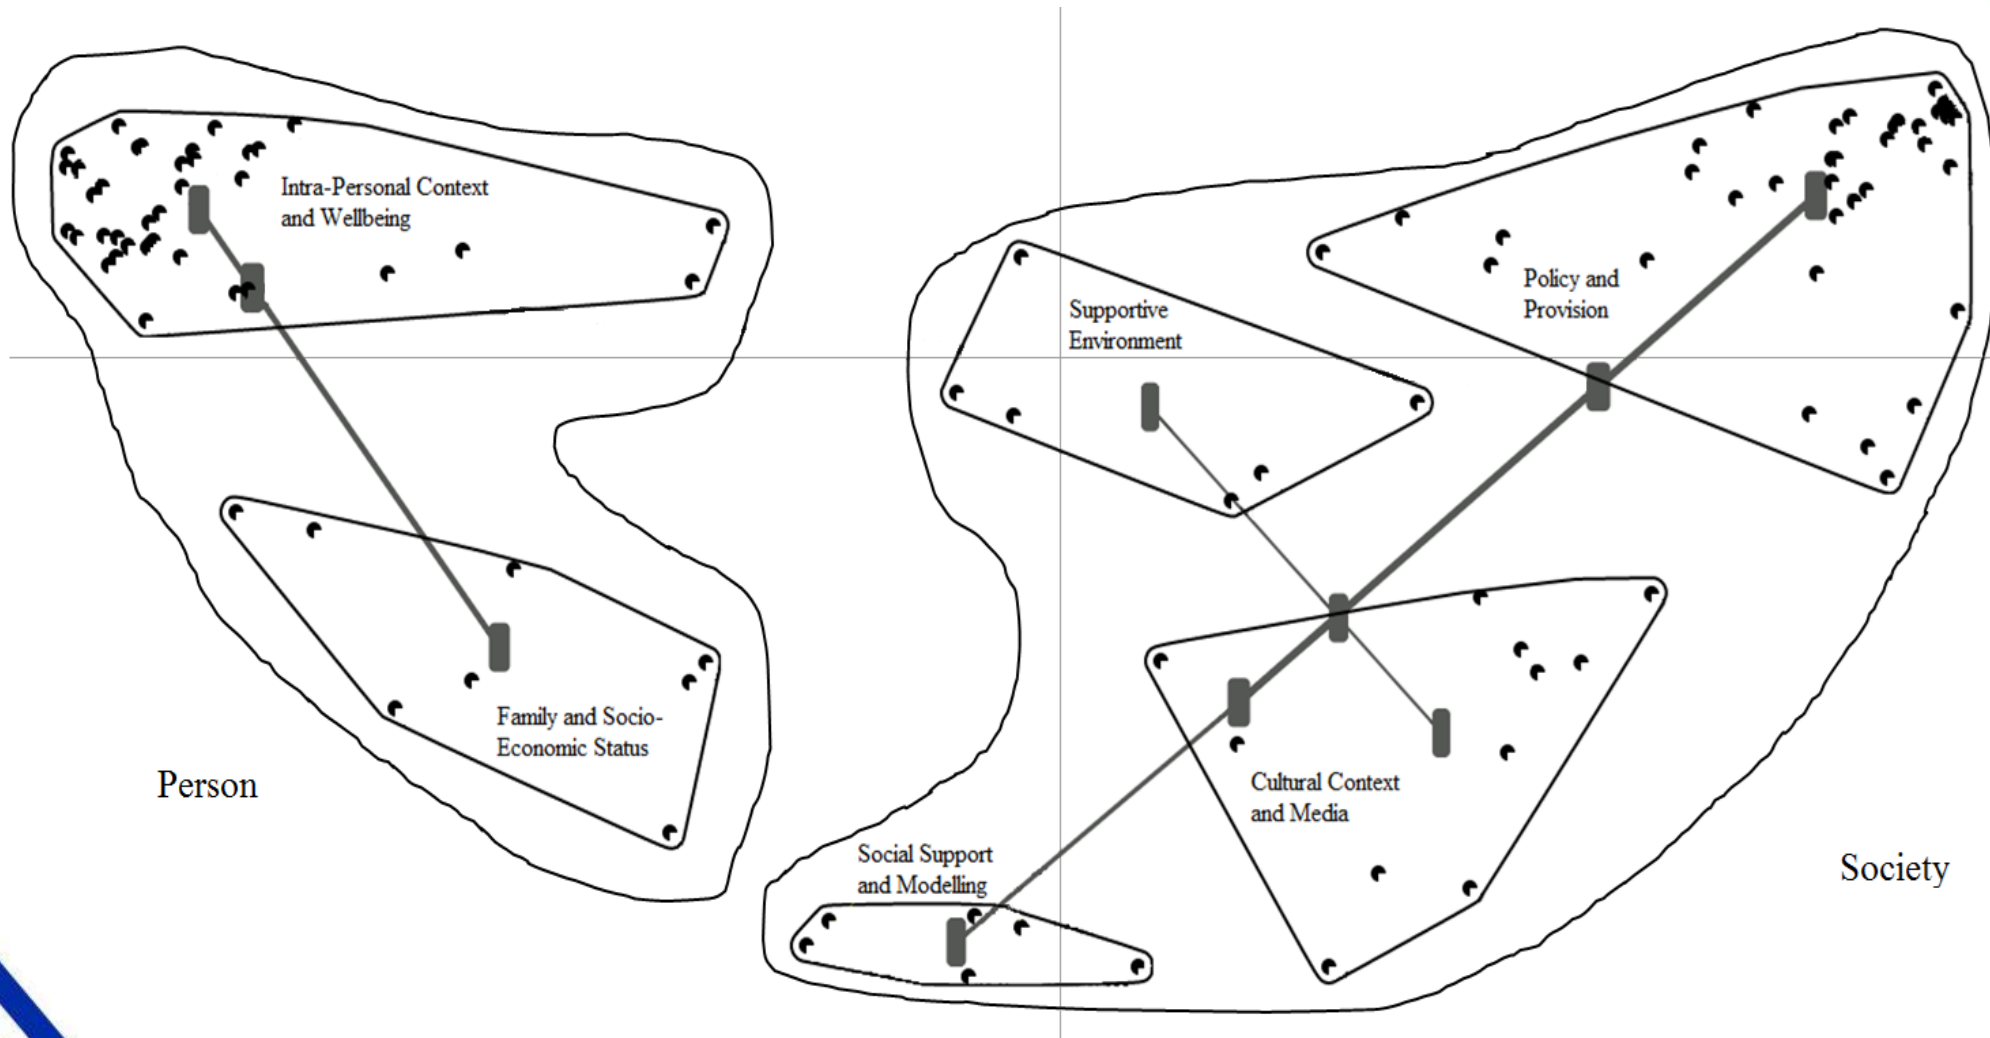 Intra-Personal Context
and Wellbeing
Policy and
Provision
Supportive
Environment
Family and Socio-
Economic Status
Person
Cultural Context
and Media
Social Support
and Modelling
Society